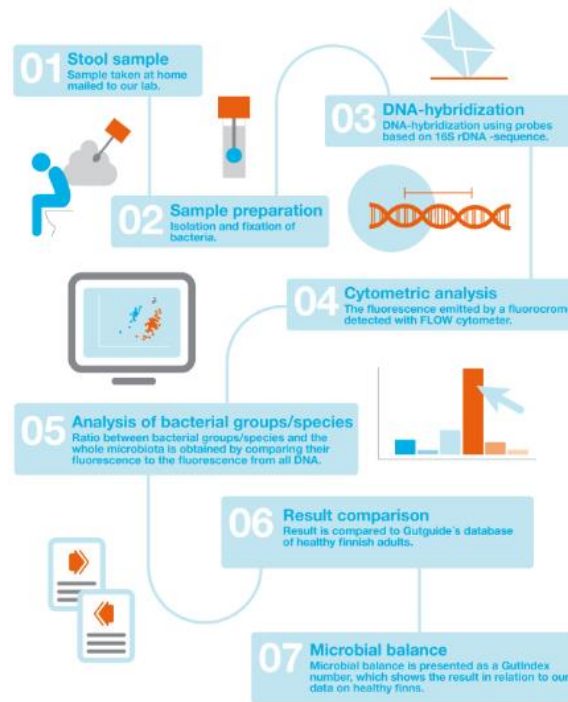 01 Stool sample
Sample taken at home
mailed to our lab.
02 Sample preparation
Isolation and fixation of
bacteria.
03 DNA-hybridization
DNA-hybridization using probes
based on 16S rDNA -sequence.
04 Cytometric analysis
The fluorescence emitted by a fluorocrome
detected with FLOW cytometer.
05 Analysis of bacterial groups/species
Ratio between bacterial groups/species and the
whole microbiota is obtained by comparing their
fluorescence to the fluorescence from all DNA.
06 Result comparison
Result is compared to Gutguide´s database
of healthy finnish adults.
07 Microbial balance
Microbial balance is presented as a GutIndex
number, which shows the result in relation to our
data on healthy finns.